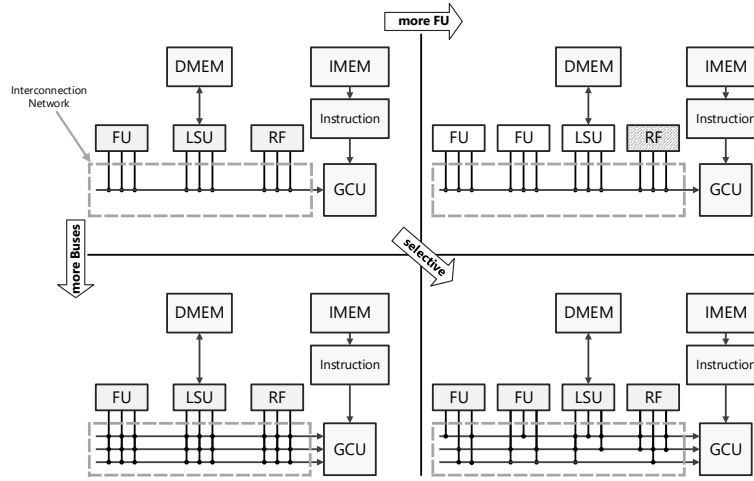 more FU
DMEM
IMEM
Interconnection
Network
Instruction
FU
LSU
RF
GCU
DMEM
IMEM
Instruction
FU
FU
LSU
RF
GCU
more Buses
selective
DMEM
IMEM
Instruction
FU
LSU
RF
GCU
DMEM
IMEM
Instruction
FU
FU
LSU
RF
GCU